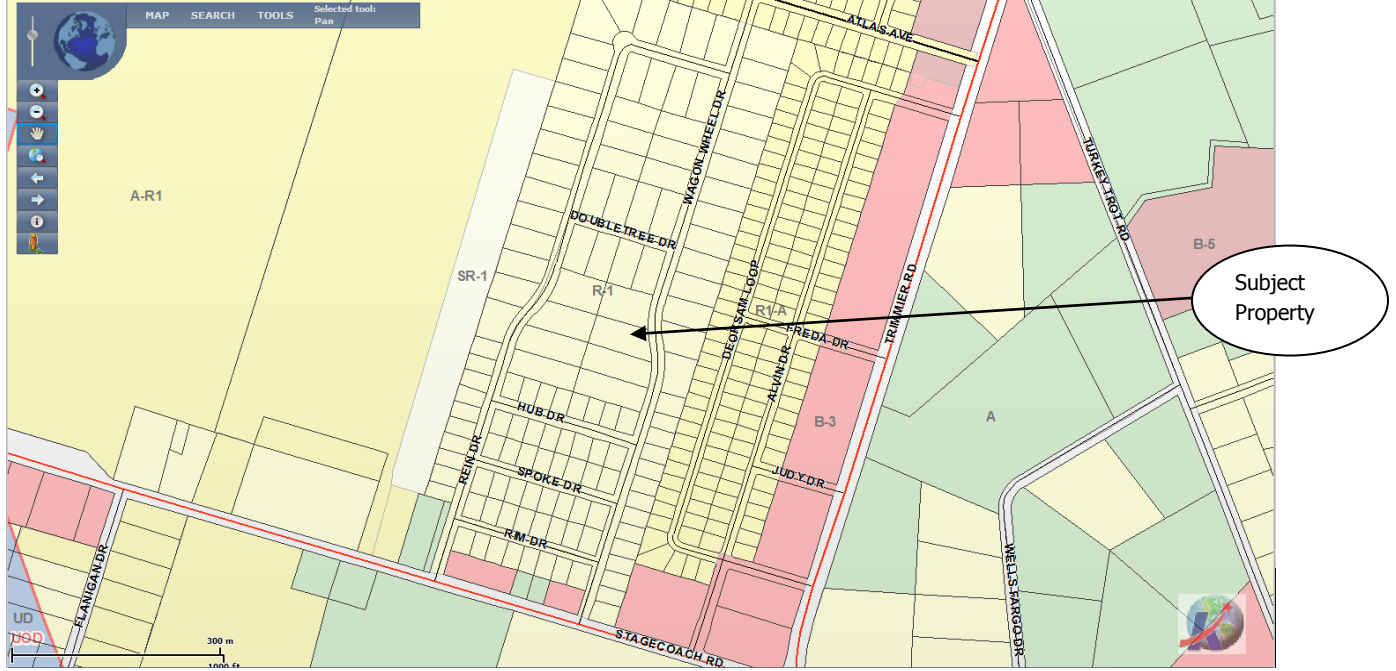 MAP SEARCH TOOLS Selected tool:
Pan
ATLAS AVE
WAGON WHEEL DR
TURKEY TROT RD
A-R1
DOUBLETREE DR
B-5
SR-1
R-1
DEORSAM LOOP
R1-A
TRIMMIER RD
Subject
Property
FREDA DR
ALVIN DR
HUB DR
B-3
A
REIN DR
SPOKE DR
JUDY DR
RIM DR
FLANIGAN DR
WELLS FARGO DR
UD
UOD
300 m
1000 ft
STAGECOACH RD